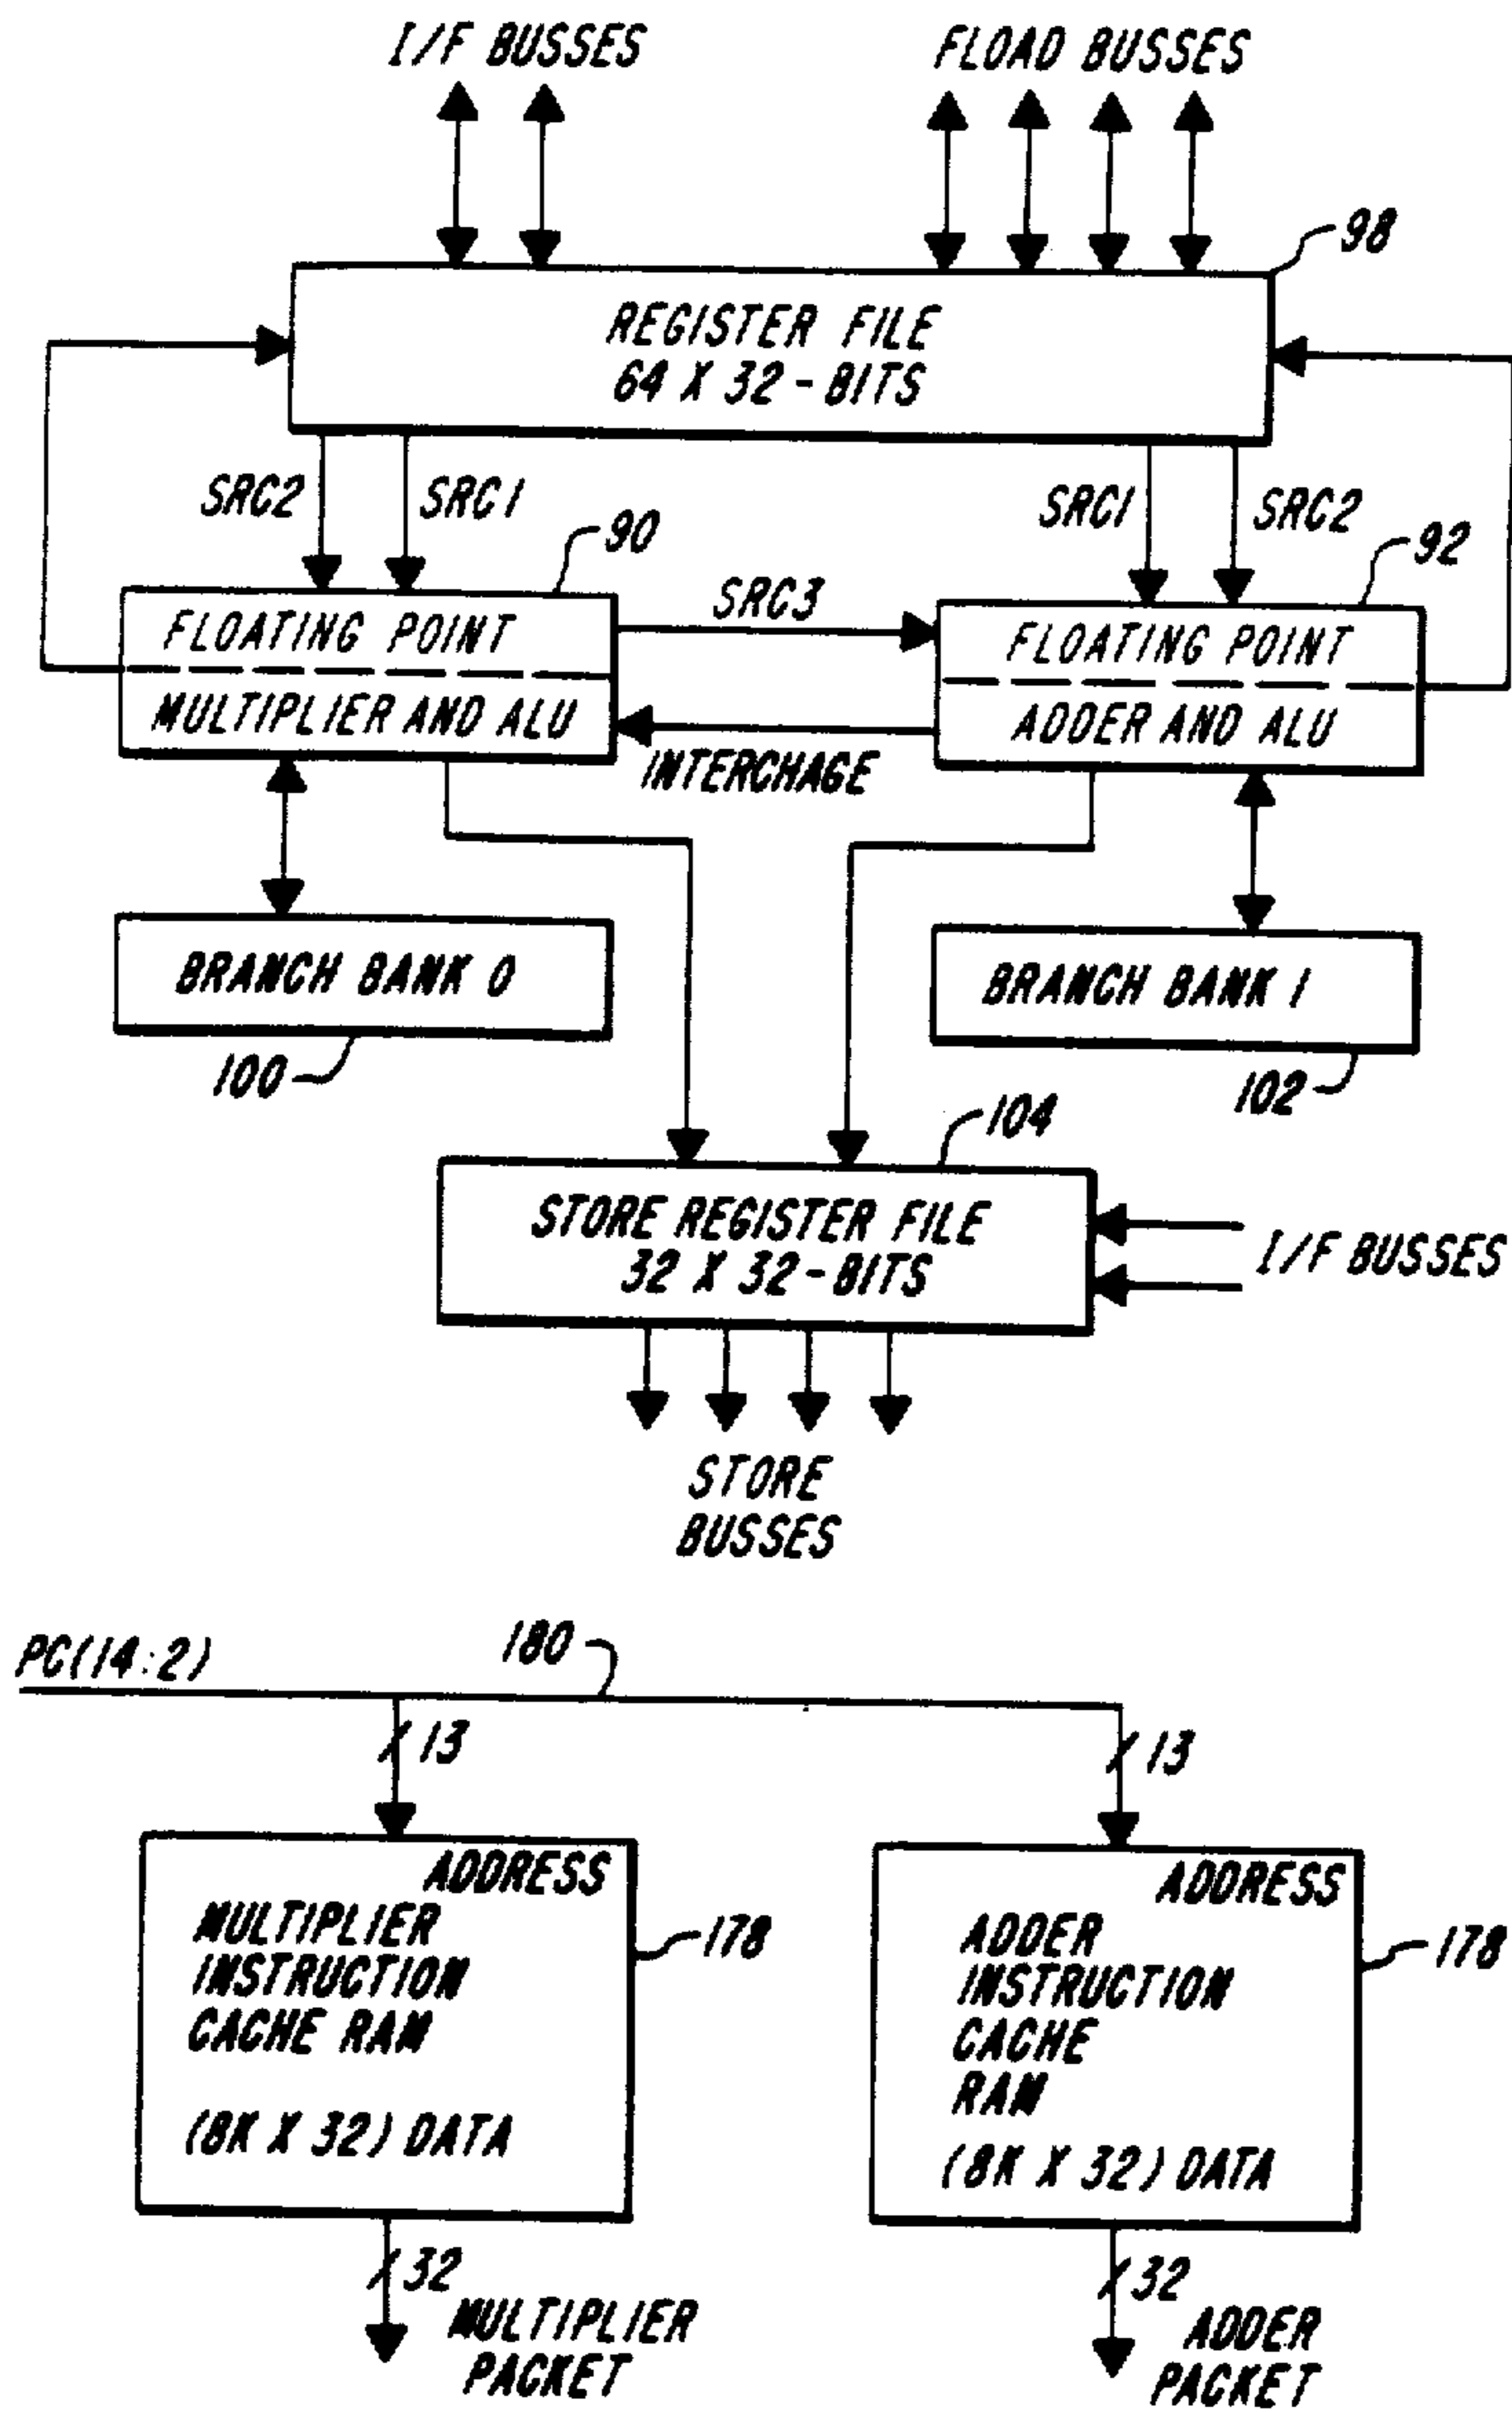 I/F BUSSES
FLOAD BUSSES
98
REGISTER FILE
64 X 32-BITS
SRC2
SRC1
SRC1
SRC2
90
92
SRC3
FLOATING POINT
MULTIPLIER AND ALU
FLOATING POINT
ADDER AND ALU
INTERCHAGE
BRANCH BANK 0
BRANCH BANK 1
100
102
104
STORE REGISTER FILE
32 X 32-BITS
I/F BUSSES
STORE
BUSSES
PC(14:2)
180
13
13
ADDRESS
MULTIPLIER
INSTRUCTION
CACHE RAM
(8K X 32) DATA
178
ADDRESS
ADDER
INSTRUCTION
CACHE
RAM
(8K X 32) DATA
178
32
MULTIPLIER
PACKET
32
ADDER
PACKET